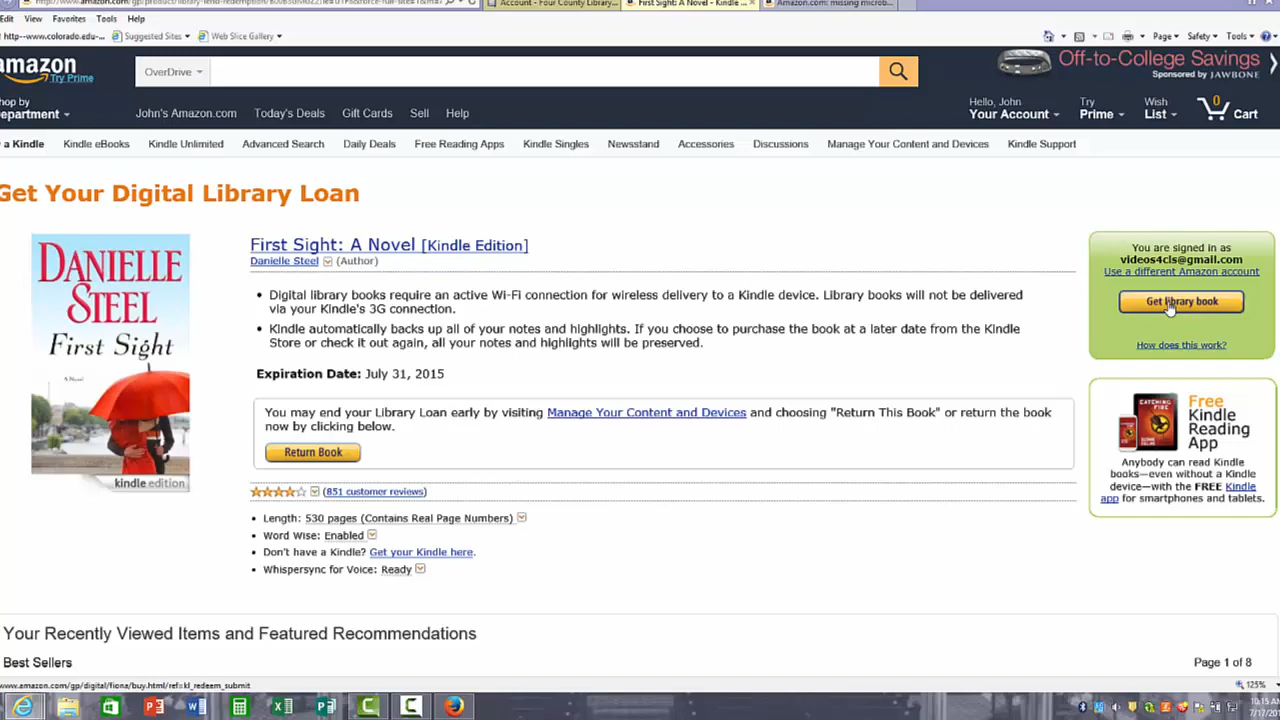 Account - Four County Library...
First Sight: A Novel - Kindle ...
Amazon.com: missing microb...
Edit Favorites Tools Help
http--www.colorado.edu-... Suggested Sites Web Slice Gallery
Page Safety Tools
amazon
Try Prime
OverDrive
Off-to-College Savings
Sponsored by JAWBONE
hop by
epartment
John's Amazon.com Today's Deals Gift Cards Sell Help
Hello, John
Your Account
Try
Prime
Wish
List
0
Cart
a Kindle Kindle eBooks Kindle Unlimited Advanced Search Daily Deals Free Reading Apps Kindle Singles Newsstand Accessories Discussions Manage Your Content and Devices Kindle Support
Get Your Digital Library Loan
DANIELLE
STEEL
First Sight
A Novel
kindle edition
First Sight: A Novel [Kindle Edition]
Danielle Steel (Author)
• Digital library books require an active Wi-Fi connection for wireless delivery to a Kindle device. Library books will not be delivered
via your Kindle's 3G connection.
• Kindle automatically backs up all of your notes and highlights. If you choose to purchase the book at a later date from the Kindle
Store or check it out again, all your notes and highlights will be preserved.
Expiration Date: July 31, 2015
You may end your Library Loan early by visiting Manage Your Content and Devices and choosing "Return This Book" or return the book
now by clicking below.
Return Book
(851 customer reviews)
• Length: 530 pages (Contains Real Page Numbers)
• Word Wise: Enabled
• Don't have a Kindle? Get your Kindle here.
• Whispersync for Voice: Ready
You are signed in as
videos4cls@gmail.com
Use a different Amazon account
Get library book
How does this work?
CATCHING
FIRE
Free
Kindle
Reading
App
Anybody can read Kindle
books—even without a Kindle
device—with the FREE Kindle
app for smartphones and tablets.
Your Recently Viewed Items and Featured Recommendations
Best Sellers
Page 1 of 8
www.amazon.com/gp/digital/fiona/buy.html/ref=kl_redeem_submit
125%
10:15 AM
7/17/201